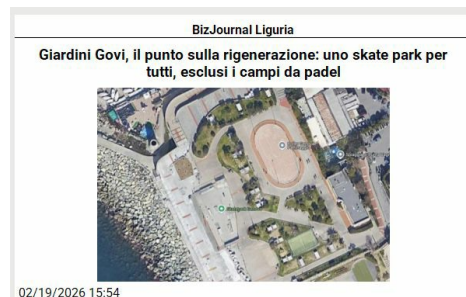 BizJournal Liguria
Giardini Govi, il punto sulla rigenerazione: uno skate park per
tutti, esclusi i campi da padel
02/19/2026 15:54